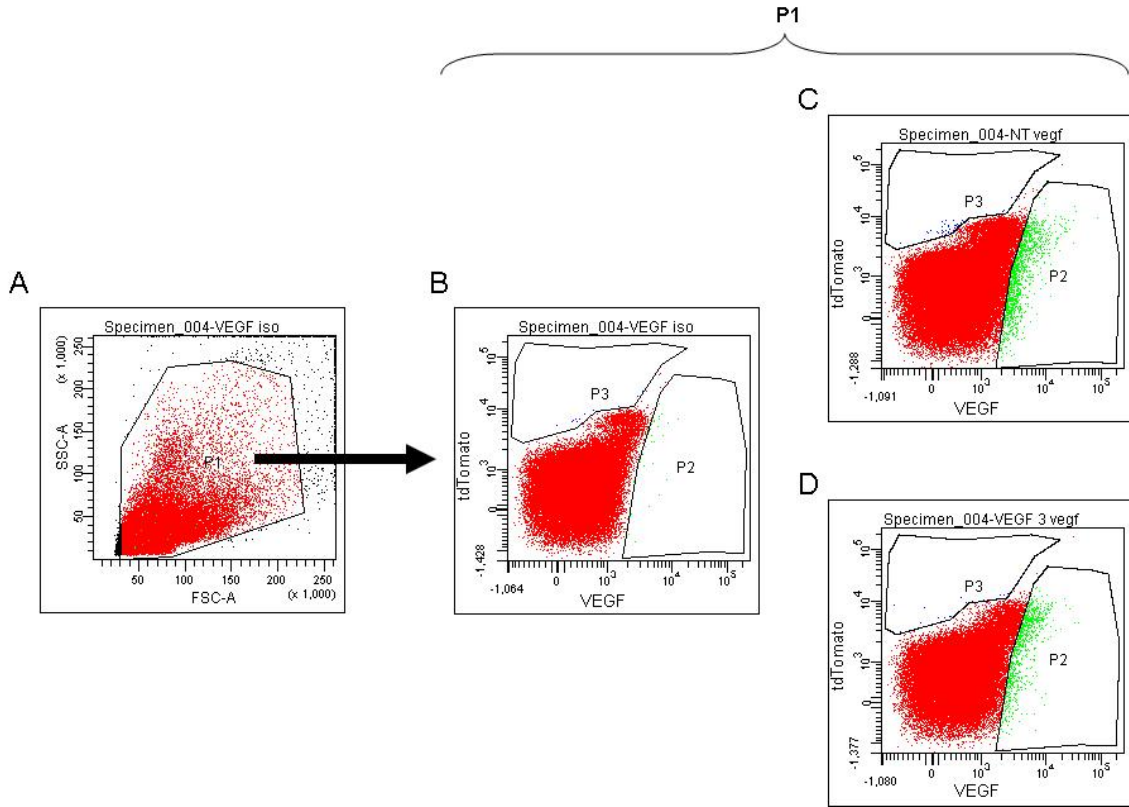 P1
C
Specimen_004-NT vegf
tdTomato
10^5
10^4
10^3
0
-1,288
P3
P2
-1,091
0
10^3
10^4
10^5
VEGF
A
Specimen_004-VEGF iso
SSC-A
(x 1,000)
250
200
150
100
50
P1
50 100 150 200 250
FSC-A
(x 1,000)
B
Specimen_004-VEGF iso
tdTomato
10^5
10^4
10^3
0
-1,428
P3
P2
-1,064
0
10^3
10^4
10^5
VEGF
D
Specimen_004-VEGF 3 vegf
tdTomato
10^5
10^4
10^3
0
-1,377
P3
P2
-1,080
0
10^3
10^4
10^5
VEGF